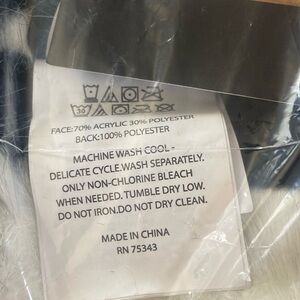 30
FACE:70% ACRYLIC 30% POLYESTER
BACK:100% POLYESTER
MACHINE WASH COOL -
DELICATE CYCLE.WASH SEPARATELY.
ONLY NON-CHLORINE BLEACH
WHEN NEEDED. TUMBLE DRY LOW.
DO NOT IRON.DO NOT DRY CLEAN.
MADE IN CHINA
RN 75343